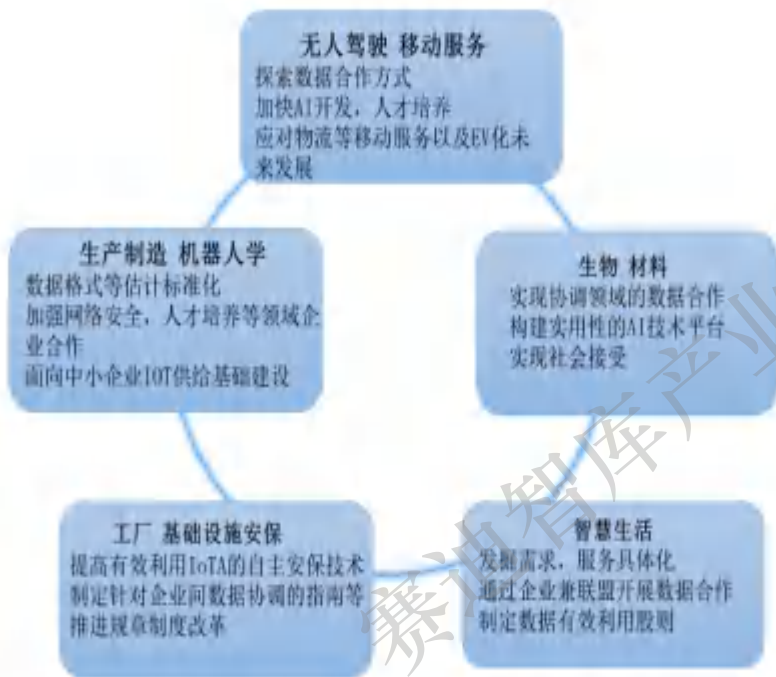 无人驾驶 移动服务
探索数据合作方式
加快AI开发，人才培养
应对物流等移动服务以及EV化未
来发展
生产制造 机器人学
数据格式等估计标准化
加强网络安全，人才培养等领域企
业合作
面向中小企业IOT供给基础建设
生物 材料
实现协调领域的数据合作
构建实用性的AI技术平台
实现社会接受
工厂 基础设施安保
提高有效利用IoTA的自主安保技术
制定针对企业间数据协调的指南等
推进规章制度改革
智慧生活
发掘需求，服务具体化
通过企业兼联盟开展数据合作
制定数据有效利用股则
赛迪智库产业